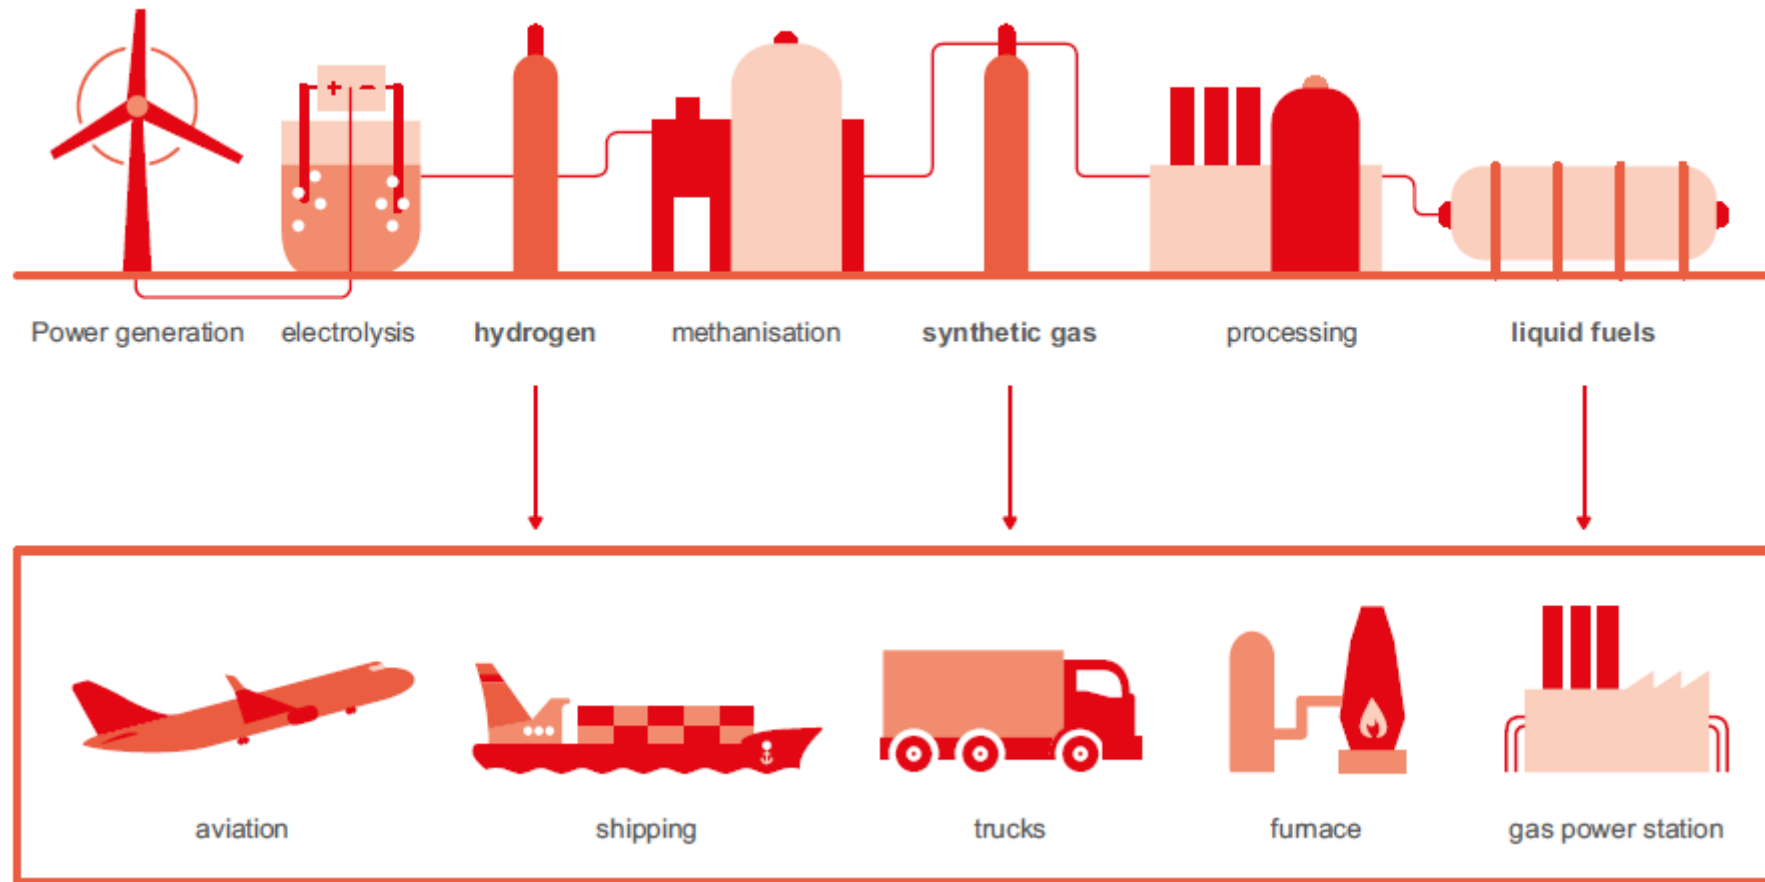 + -
Power generation
electrolysis
hydrogen
methanisation
synthetic gas
processing
liquid fuels
aviation
shipping
trucks
furnace
gas power station